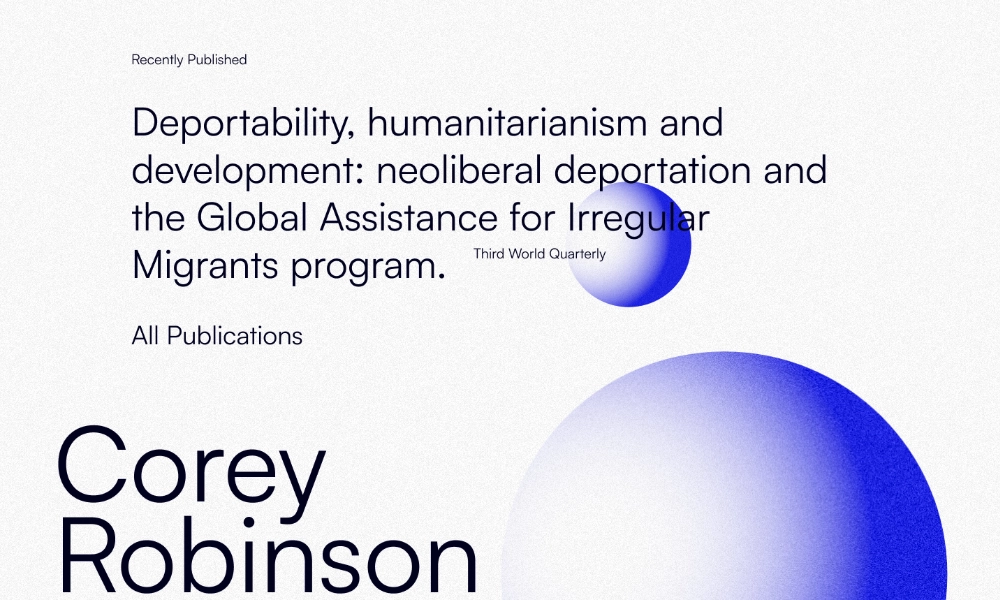 Recently Published
Deportability, humanitarianism and
development: neoliberal deportation and
the Global Assistance for Irregular
Migrants program.
Third World Quarterly
All Publications
Corey
Robinson